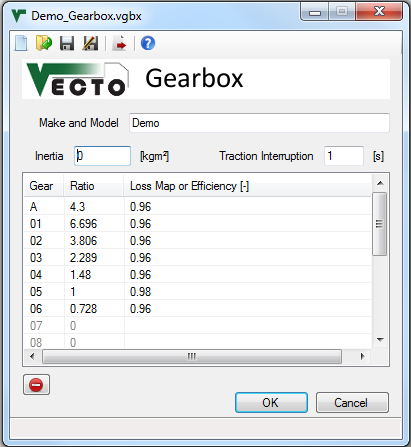 Demo_Gearbox.vgbx
VECTO Gearbox
Make and Model Demo
Inertia 0 [kgm²] Traction Interruption 1 [s]
Gear Ratio Loss Map or Efficiency [-]
A 4.3 0.96
01 6.696 0.96
02 3.806 0.96
03 2.289 0.96
04 1.48 0.96
05 1 0.98
06 0.728 0.96
07 0
08 0
OK Cancel